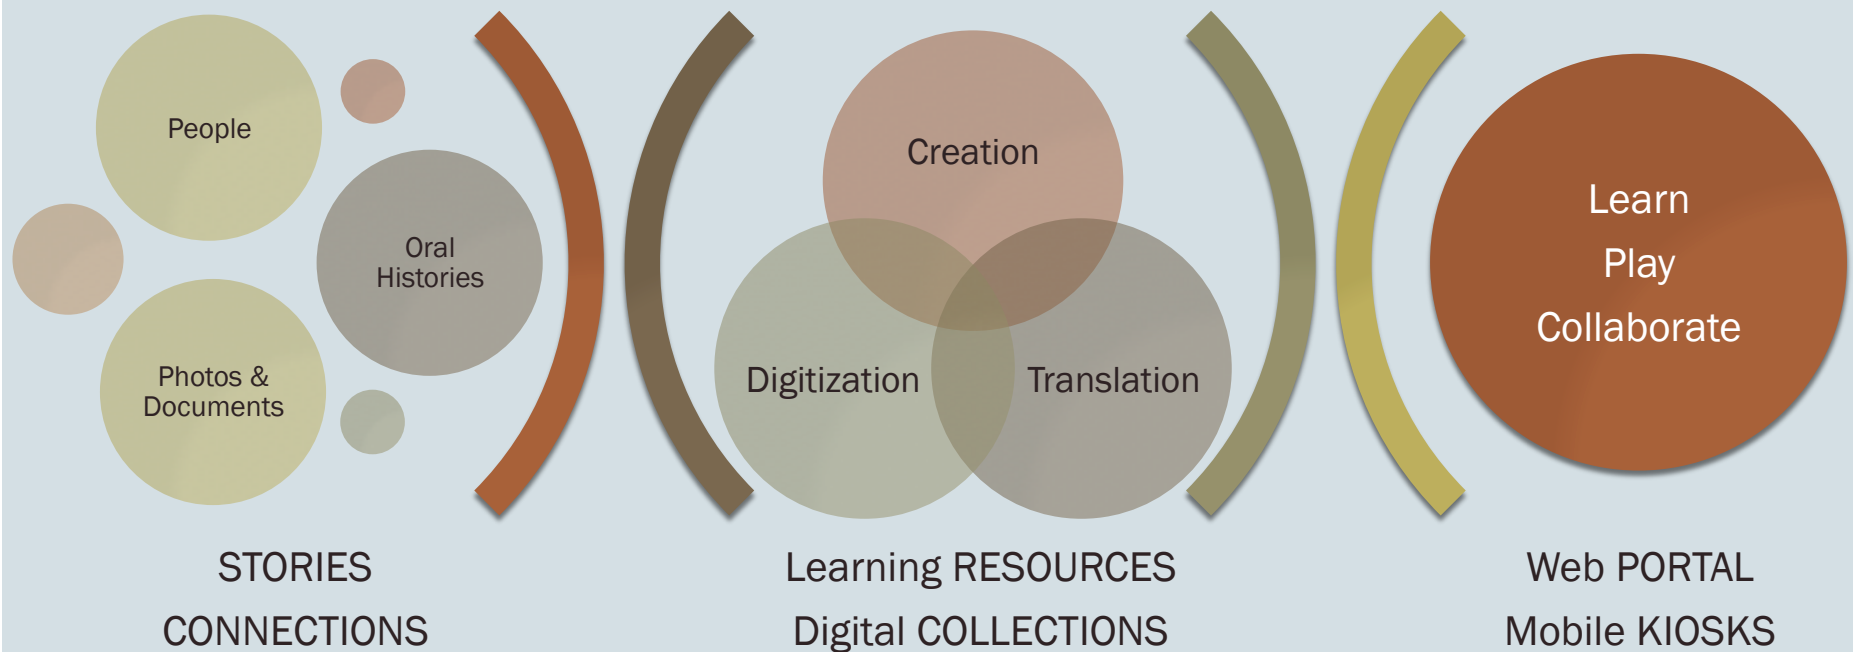 People
Oral
Histories
Photos &
Documents
STORIES
CONNECTIONS
Creation
Digitization
Translation
Learning RESOURCES
Digital COLLECTIONS
Learn
Play
Collaborate
Web PORTAL
Mobile KIOSKS